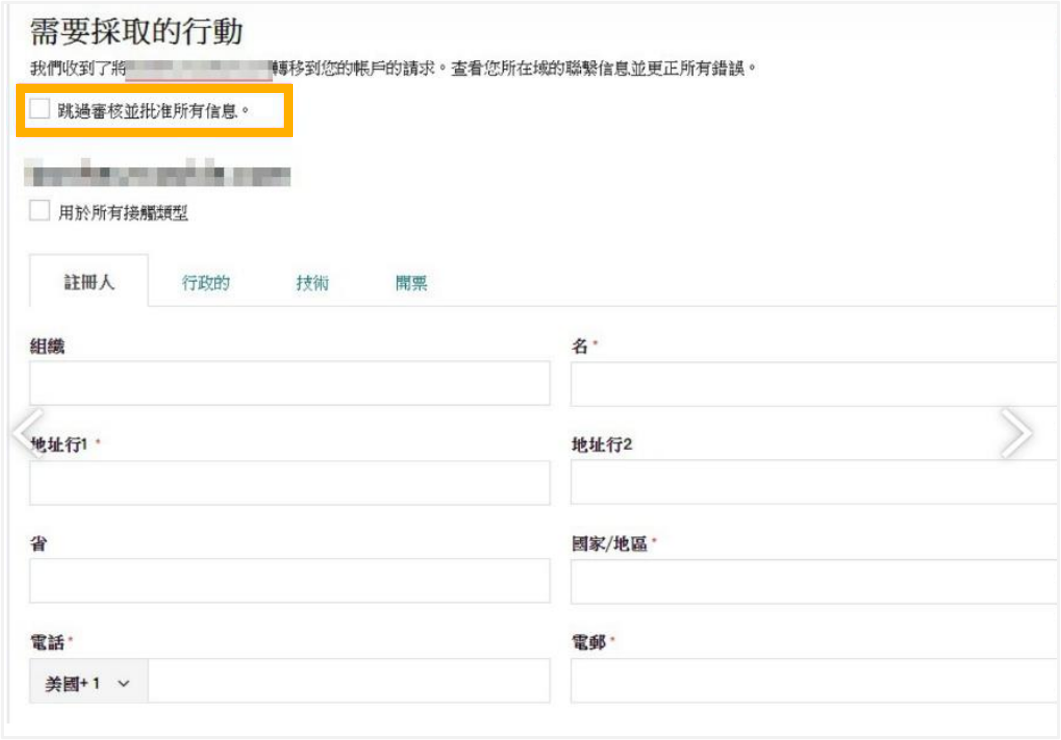 需要採取的行動
我們收到了將 轉移到您的帳戶的請求。查看您所在域的聯繫信息並更正所有錯誤。
跳過審核並批准所有信息。
用於所有接觸類型
註冊人 行政的 技術 開票
組織 名 *
地址行1 * 地址行2
省 國家/地區 *
電話 * 電郵 *
美國+ 1